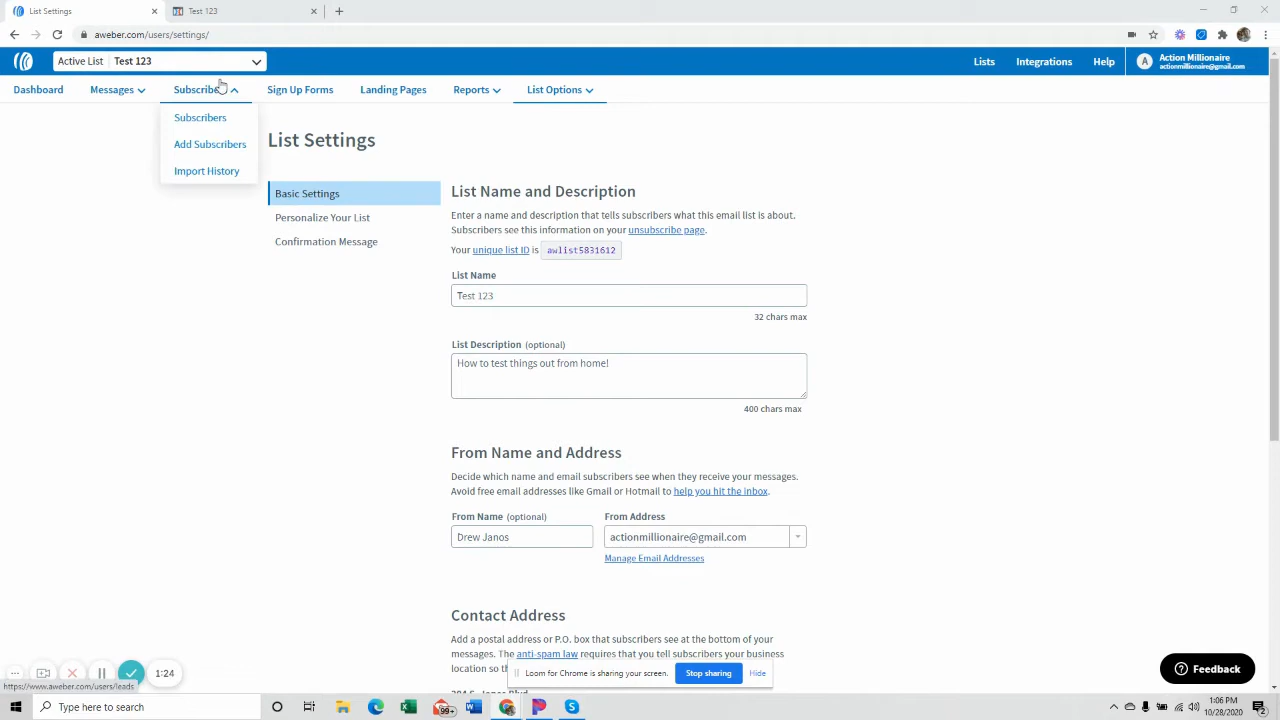 List Settings
Test 123
aweber.com/users/settings/
Active List
Test 123
Lists
Integrations
Help
A
Action Millionaire
actionmillionaire@gmail.com
Dashboard
Messages
Subscribe
Sign Up Forms
Landing Pages
Reports
List Options
Subscribers
Add Subscribers
Import History
List Settings
Basic Settings
Personalize Your List
Confirmation Message
List Name and Description
Enter a name and description that tells subscribers what this email list is about.
Subscribers see this information on your unsubscribe page.
Your unique list ID is awlist5831612
List Name
Test 123
32 chars max
List Description (optional)
How to test things out from home!
400 chars max
From Name and Address
Decide which name and email subscribers see when they receive your messages.
Avoid free email addresses like Gmail or Hotmail to help you hit the inbox.
From Name (optional)
From Address
Drew Janos
actionmillionaire@gmail.com
Manage Email Addresses
Contact Address
Add a postal address or P.O. box that subscribers see at the bottom of your
messages. The anti-spam law requires that you tell subscribers your business
location so th
Loom for Chrome is sharing your screen.
Stop sharing
Hide
1:24
https://www.aweber.com/users/leads
Feedback
Type here to search
99+
1:06 PM
10/28/2020
2